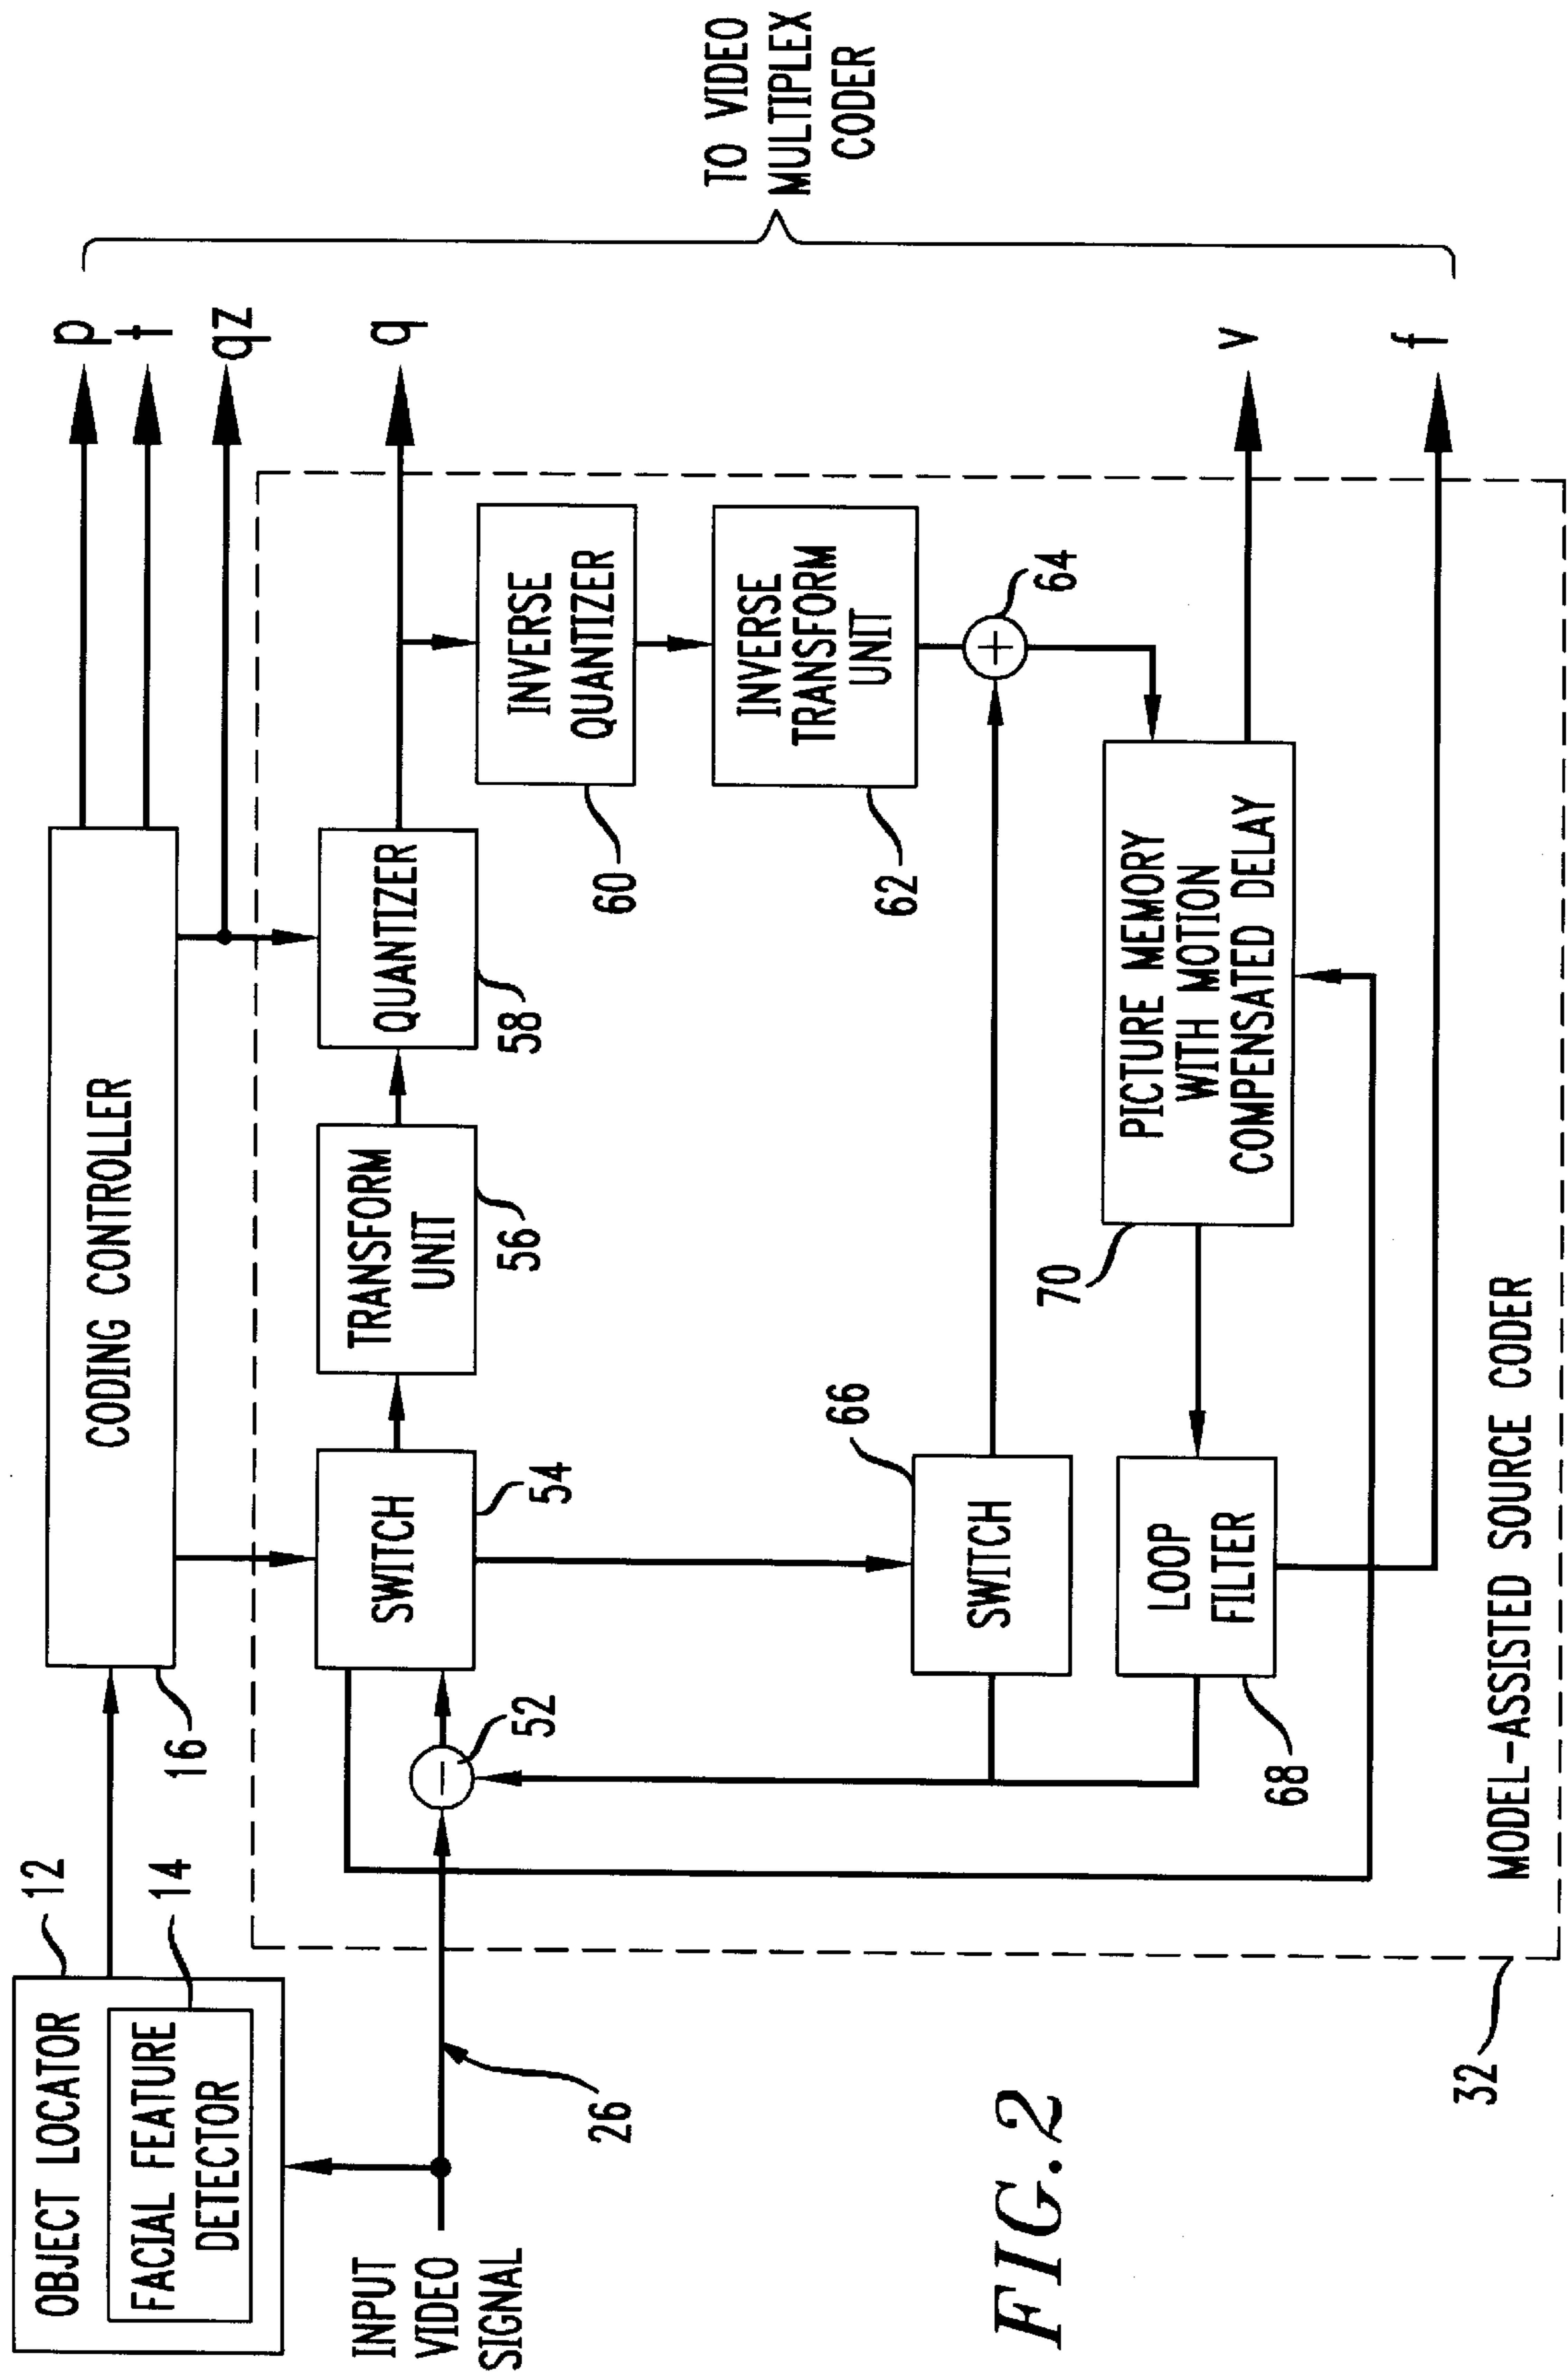 OBJECT LOCATOR
12
FACIAL FEATURE
DETECTOR
14
CODING CONTROLLER
16
p
t
qz
INPUT
VIDEO
SIGNAL
26
52
SWITCH
54
TRANSFORM
UNIT
56
QUANTIZER
58
q
INVERSE
QUANTIZER
60
INVERSE
TRANSFORM
UNIT
62
64
+
−
SWITCH
66
LOOP
FILTER
68
PICTURE MEMORY
WITH MOTION
COMPENSATED DELAY
70
v
f
TO VIDEO
MULTIPLEX
CODER
MODEL-ASSISTED SOURCE CODER
32
FIG.2